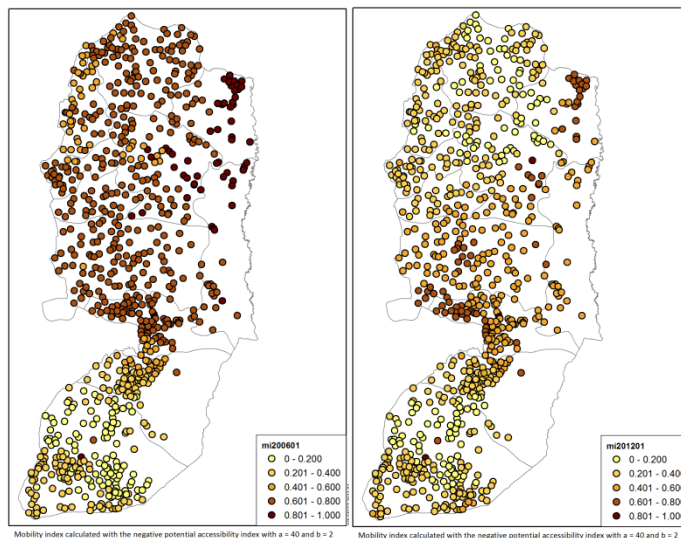 mi200601
0 - 0.200
0.201 - 0.400
0.401 - 0.600
0.601 - 0.800
0.801 - 1.000
Mobility index calculated with the negative potential accessibility index with a = 40 and b = 2
mi201201
0 - 0.200
0.201 - 0.400
0.401 - 0.600
0.601 - 0.800
0.801 - 1.000
Mobility index calculated with the negative potential accessibility index with a = 40 and b = 2